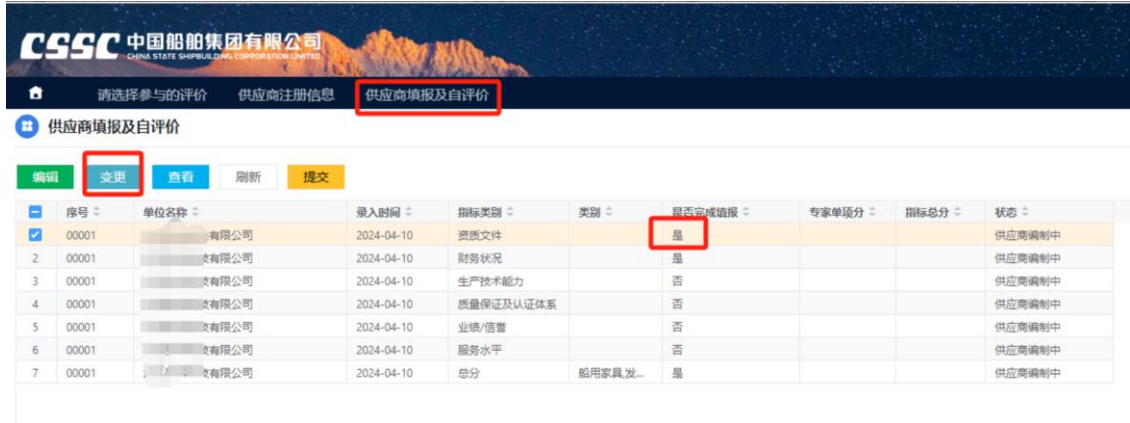 CSSC 中国船舶集团有限公司
CHINA STATE SHIPBUILDING CORPORATION LIMITED
请选择参与的评价 供应商注册信息 供应商填报及自评价
供应商填报及自评价
编辑 变更 查看 刷新 提交
序号 单位名称 录入时间 指标类别 类别 是否完成填报 专家单项分 指标总分 状态
00001 有限公司 2024-04-10 资质文件 是 供应商编制中
2 00001 技有限公司 2024-04-10 财务状况 是 供应商编制中
3 00001 技有限公司 2024-04-10 生产技术能力 否 供应商编制中
4 00001 技有限公司 2024-04-10 质量保证及认证体系 否 供应商编制中
5 00001 技有限公司 2024-04-10 业绩/信誉 否 供应商编制中
6 00001 技有限公司 2024-04-10 服务水平 否 供应商编制中
7 00001 技有限公司 2024-04-10 总分 船用家具,发... 是 供应商编制中